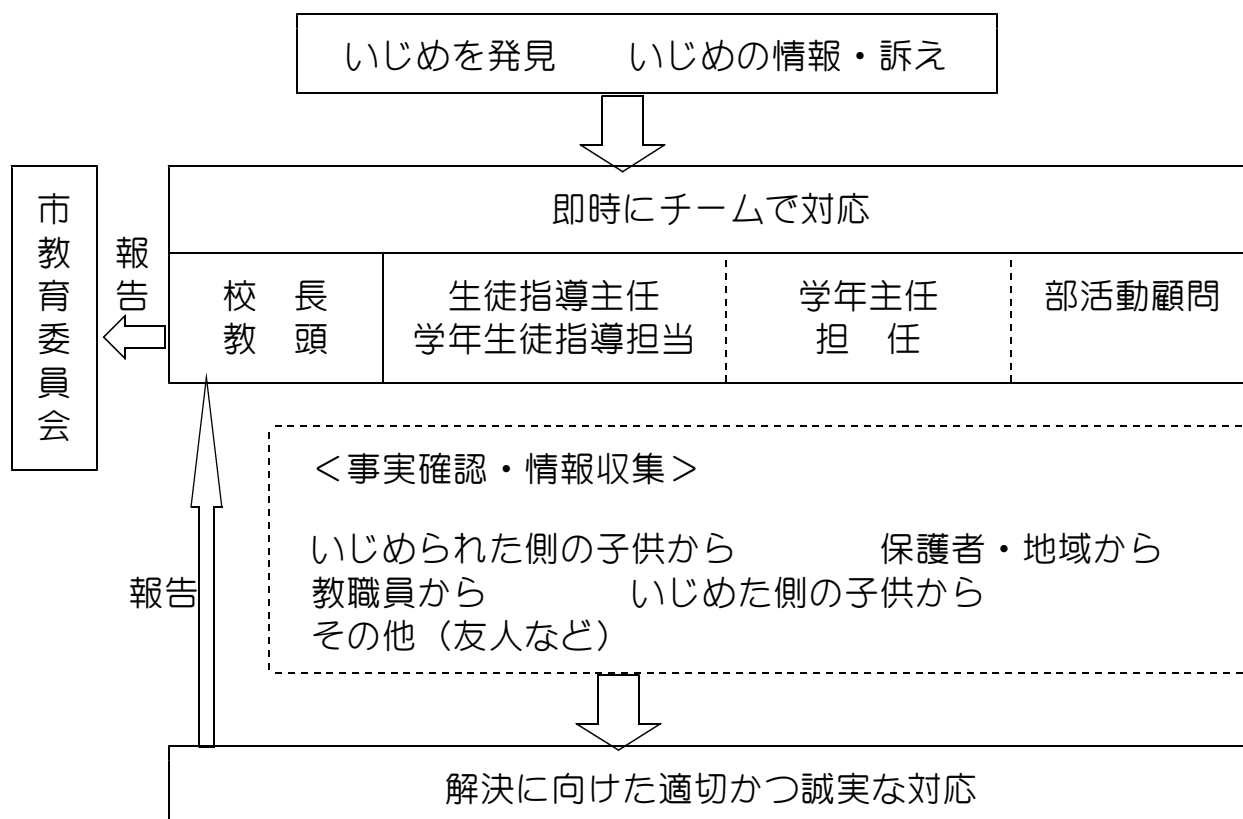 いじめを発見　　いじめの情報・訴え
即時にチームで対応
市教育委員会
報告
校　長
教　頭
生徒指導主任
学年生徒指導担当
学年主任
担　任
部活動顧問
＜事実確認・情報収集＞
いじめられた側の子供から　　　　保護者・地域から
教職員から　　　　いじめた側の子供から
その他（友人など）
報告
解決に向けた適切かつ誠実な対応